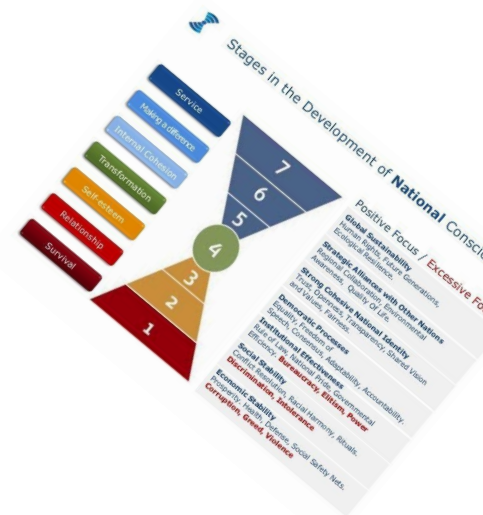 Stages in the Development of National Consci
Positive Focus / Excessive Fo
Service
Making a difference
Internal Cohesion
Transformation
Self-esteem
Relationship
Survival
7
6
5
4
3
2
1
Global Sustainability
Human Rights, Future Generations,
Ecological Resilience.
Strategic Alliances with Other Nations
Regional Collaboration, Environmental
Awareness, Quality Of Life.
Strong Cohesive National Identity
Trust, Openness, Transparency, Shared Vision
and Values, Fairness.
Democratic Processes
Equality, Freedom of
Speech, Consensus, Adaptability, Accountability.
Institutional Effectiveness
Rule of Law, National Pride, Governmental
Efficiency, Bureaucracy, Elitism, Power
Social Stability
Conflict Resolution, Racial Harmony, Rituals.
Discrimination, Intolerance
Economic Stability
Prosperity, Health, Defense, Social Safety Nets.
Corruption, Greed, Violence